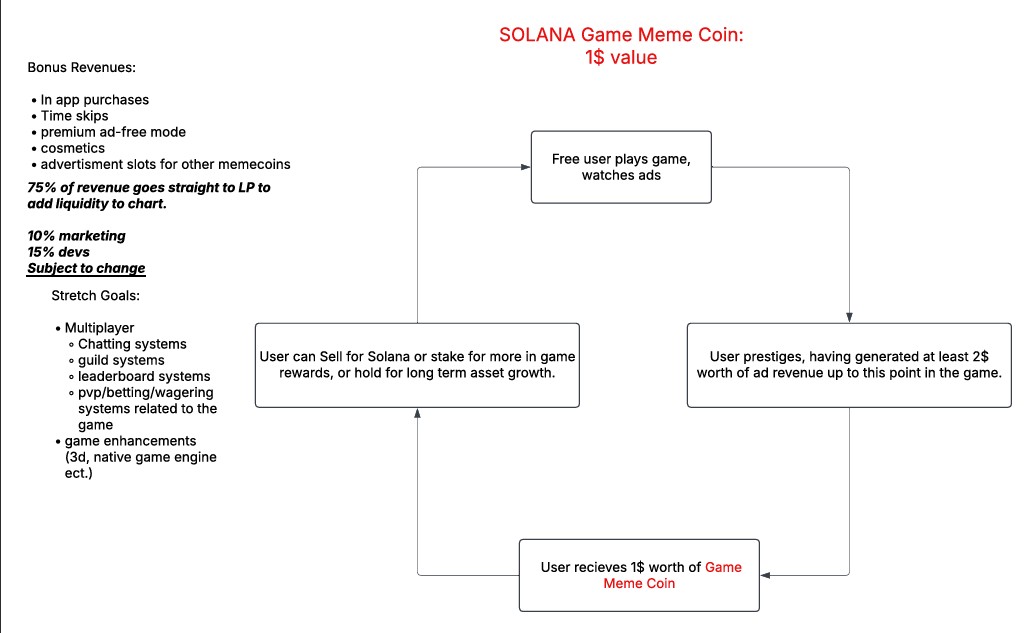 SOLANA Game Meme Coin:
1$ value
Bonus Revenues:
• In app purchases
• Time skips
• premium ad-free mode
• cosmetics
• advertisment slots for other memecoins
75% of revenue goes straight to LP to
add liquidity to chart.
10% marketing
15% devs
Subject to change
Stretch Goals:
• Multiplayer
◦ Chatting systems
◦ guild systems
◦ leaderboard systems
◦ pvp/betting/wagering
systems related to the
game
• game enhancements
(3d, native game engine
ect.)
Free user plays game,
watches ads
User prestiges, having generated at least 2$
worth of ad revenue up to this point in the game.
User recieves 1$ worth of Game
Meme Coin
User can Sell for Solana or stake for more in game
rewards, or hold for long term asset growth.